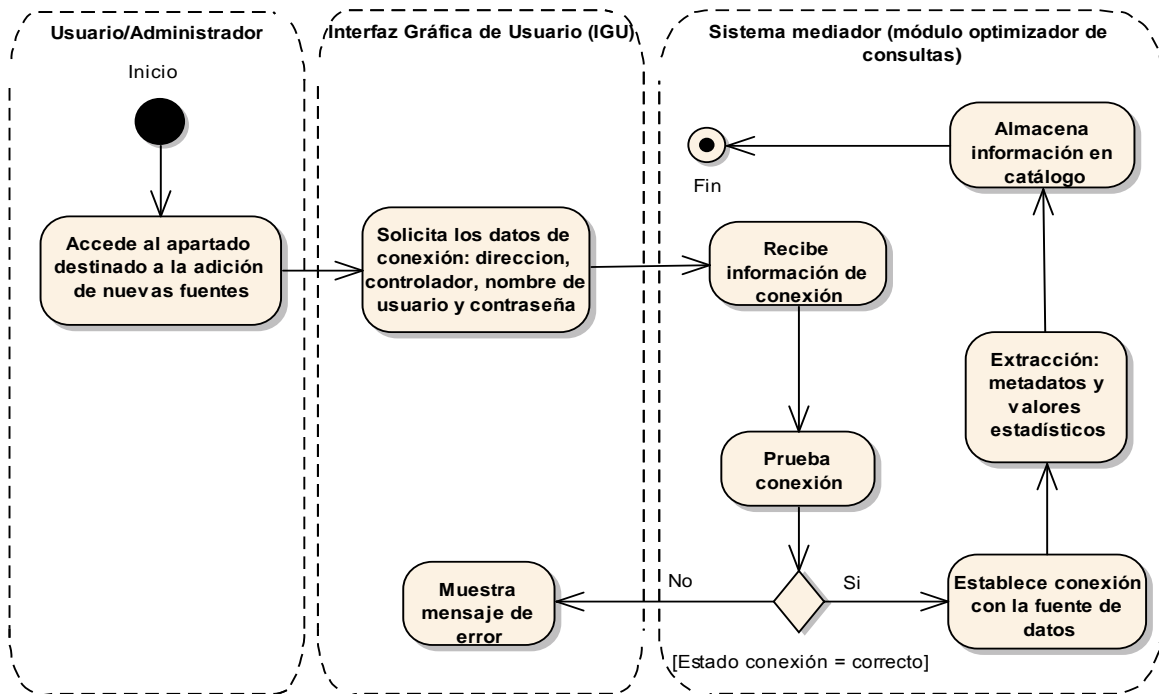 Usuario/Administrador
Interfaz Gráfica de Usuario (IGU)
Sistema mediador (módulo optimizador de
consultas)
Inicio
Accede al apartado
destinado a la adición
de nuevas fuentes
Solicita los datos de
conexión: direccion,
controlador, nombre de
usuario y contraseña
Recibe
información de
conexión
Prueba
conexión
No
Si
[Estado conexión = correcto]
Muestra
mensaje de
error
Establece conexión
con la fuente de
datos
Extracción:
metadatos y
valores
estadísticos
Almacena
información en
catálogo
Fin